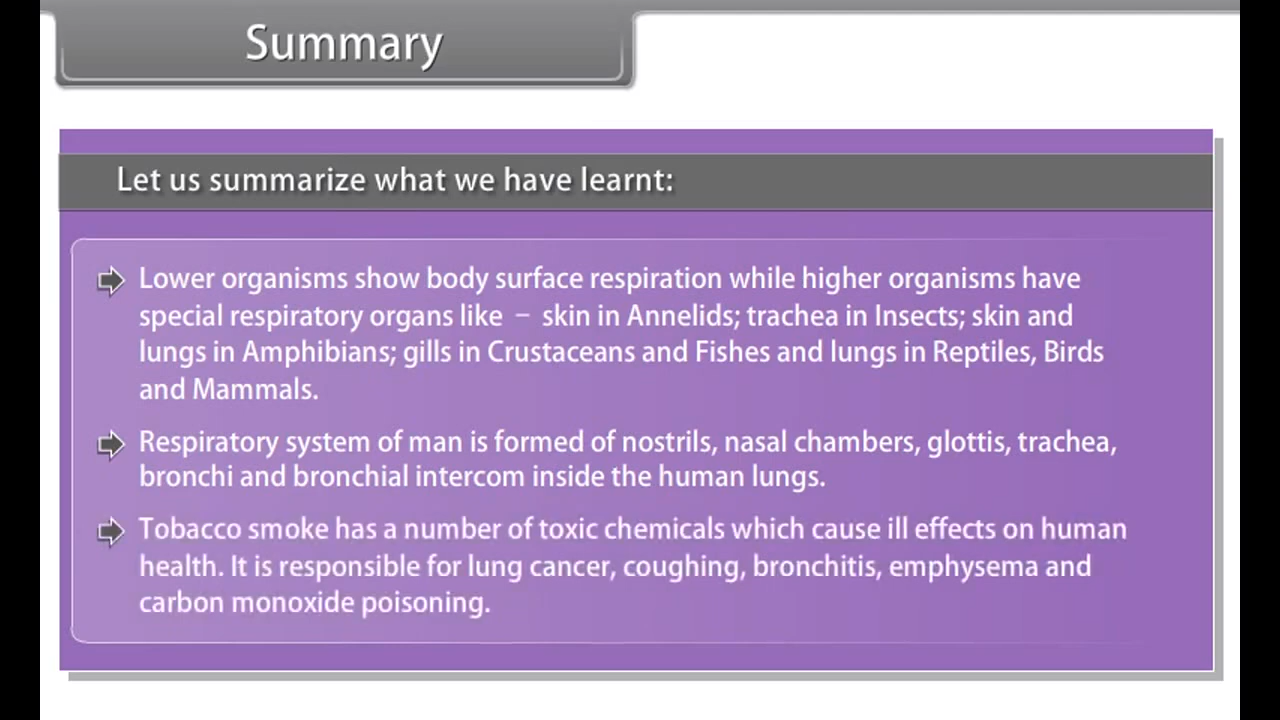 Summary
Let us summarize what we have learnt:
Lower organisms show body surface respiration while higher organisms have
special respiratory organs like – skin in Annelids; trachea in Insects; skin and
lungs in Amphibians; gills in Crustaceans and Fishes and lungs in Reptiles, Birds
and Mammals.
Respiratory system of man is formed of nostrils, nasal chambers, glottis, trachea,
bronchi and bronchial intercom inside the human lungs.
Tobacco smoke has a number of toxic chemicals which cause ill effects on human
health. It is responsible for lung cancer, coughing, bronchitis, emphysema and
carbon monoxide poisoning.